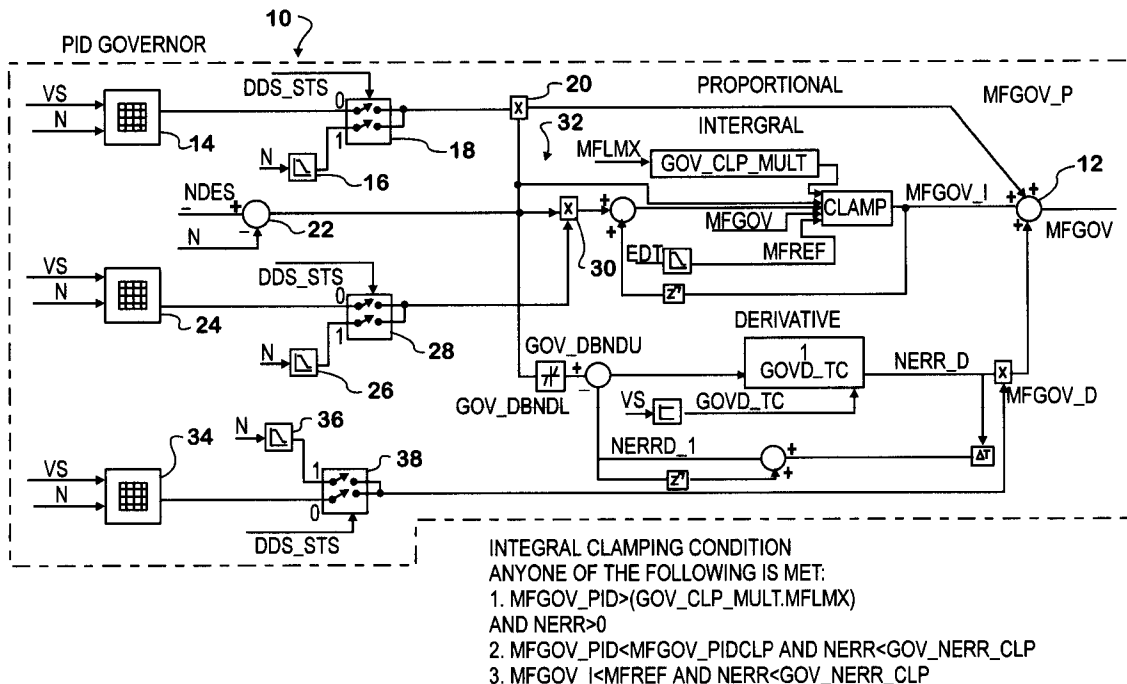 PID GOVERNOR
10
VS
N
14
DDS_STS
0
1
N
16
18
20
PROPORTIONAL
MFGOV_P
32
INTERGRAL
MFLMX
GOV_CLP_MULT
12
NDES
–
+
–
N
22
X
30
+
+
CLAMP
MFGOV_I
+
+
+
MFGOV
MFGOV
EDT
MFREF
VS
N
24
DDS_STS
0
1
N
26
28
X
DERIVATIVE
GOV_DBNDU
GOV_DBNDL
+
–
1
GOVD_TC
NERR_D
X
MFGOV_D
VS
GOVD_TC
NERRD_1
+
+
ΔT
N
36
34
VS
N
38
1
0
DDS_STS
INTEGRAL CLAMPING CONDITION
ANYONE OF THE FOLLOWING IS MET:
1. MFGOV_PID>(GOV_CLP_MULT.MFLMX)
AND NERR>0
2. MFGOV_PID<MFGOV_PIDCLP AND NERR<GOV_NERR_CLP
3. MFGOV_I<MFREF AND NERR<GOV_NERR_CLP